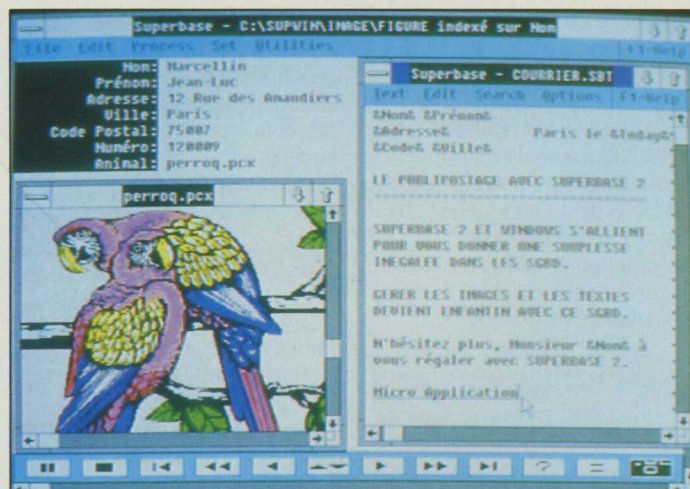 Superbase - C:\SUPWIN\IMAGE\FIGURE indexé sur Nom
File Edit Process Set Utilities F1=Help
Nom: Marcellin
Prénom: Jean-Luc
Adresse: 12 Rue des Amandiers
Ville: Paris
Code Postal: 75007
Numéro: 120009
Animal: perroq.pcx
perroq.pcx
Superbase - COURRIER.SBT
Text Edit Search Options F1=Help
&Nom& &Prénom&
&Adresse& Paris le &Today&
&Code& &Ville&
LE PUBLIPOSTAGE AVEC SUPERBASE 2
SUPERBASE 2 ET WINDOWS S'ALLIENT
POUR VOUS DONNER UNE SOUPLESSE
INEGALEE DANS LES SGBD.
GERER LES IMAGES ET LES TEXTES
DEVIENT ENFANTIN AVEC CE SGBD.
N'hésitez plus, Monsieur &Nom& à
vous régaler avec SUPERBASE 2.
Micro Application